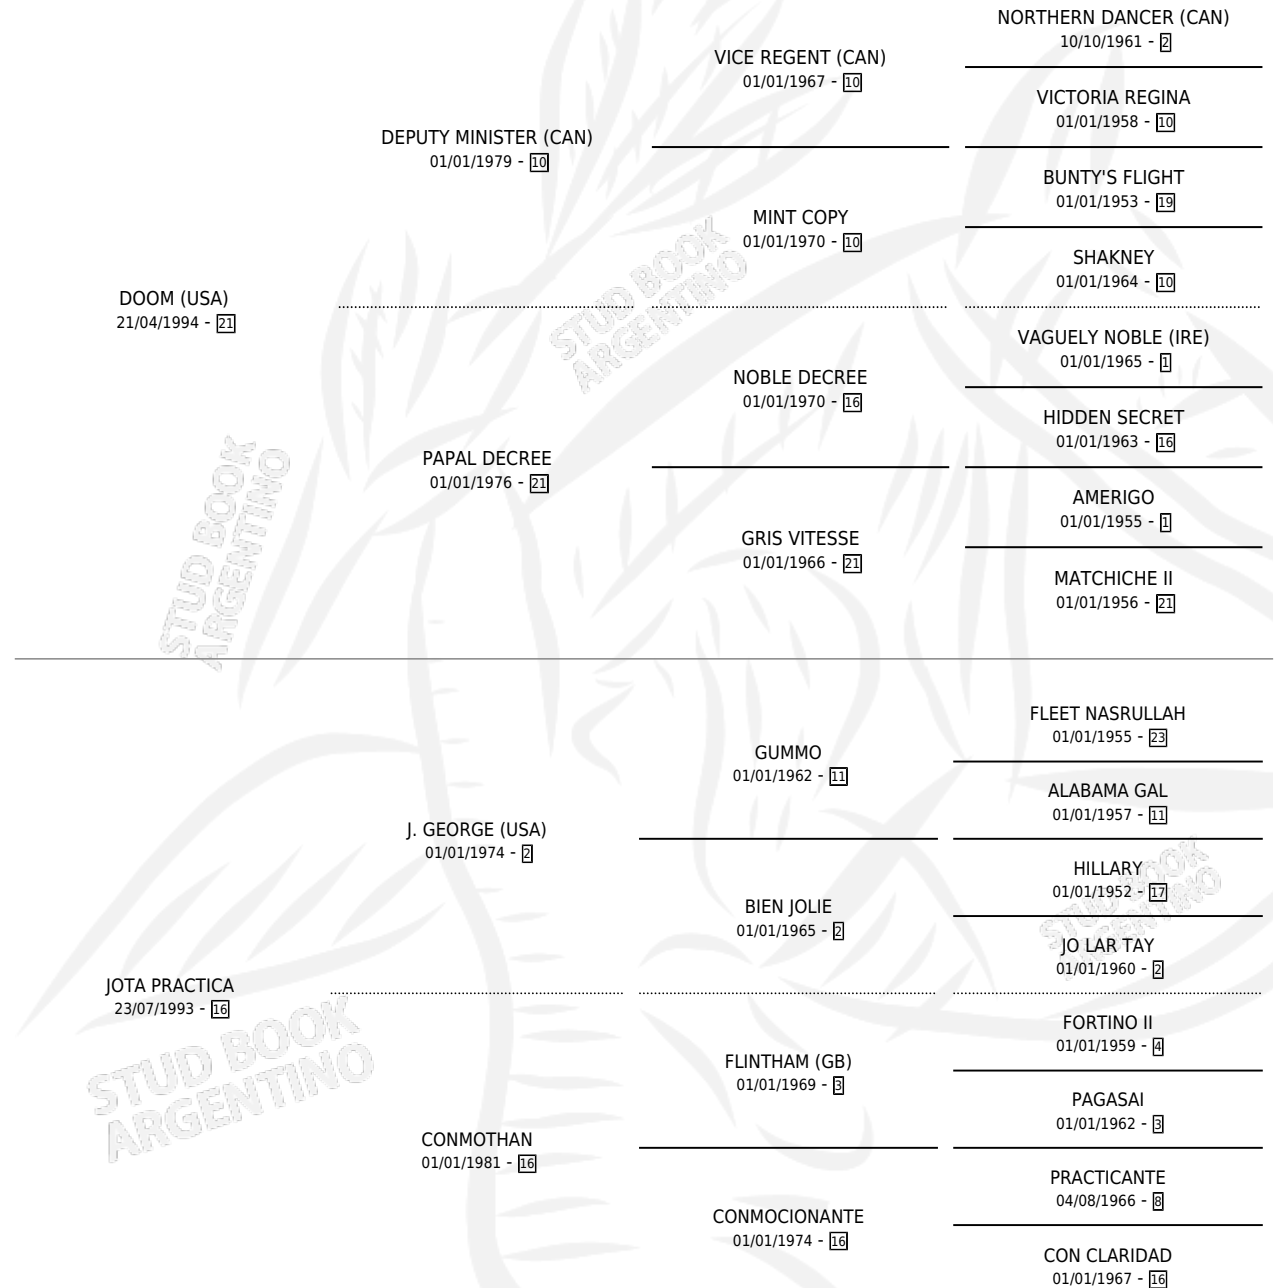 NORTHERN DANCER (CAN)
10/10/1961 - 2
VICE REGENT (CAN)
01/01/1967 - 10
VICTORIA REGINA
01/01/1958 - 10
DEPUTY MINISTER (CAN)
01/01/1979 - 10
BUNTY'S FLIGHT
01/01/1953 - 19
MINT COPY
01/01/1970 - 10
SHAKNEY
01/01/1964 - 10
DOOM (USA)
21/04/1994 - 21
STUD BOOK
ARGENTINO
VAGUELY NOBLE (IRE)
01/01/1965 - 1
NOBLE DECREE
01/01/1970 - 16
HIDDEN SECRET
01/01/1963 - 16
PAPAL DECREE
01/01/1976 - 21
AMERIGO
01/01/1955 - 1
GRIS VITESSE
01/01/1966 - 21
MATCHICHE II
01/01/1956 - 21
STUD BOOK
ARGENTINO
FLEET NASRULLAH
01/01/1955 - 23
GUMMO
01/01/1962 - 11
ALABAMA GAL
01/01/1957 - 11
J. GEORGE (USA)
01/01/1974 - 2
HILLARY
01/01/1952 - 17
BIEN JOLIE
01/01/1965 - 2
STUD BOOK
ARGENTINO
JO LAR TAY
01/01/1960 - 2
JOTA PRACTICA
23/07/1993 - 16
STUD BOOK
ARGENTINO
FORTINO II
01/01/1959 - 4
FLINTHAM (GB)
01/01/1969 - 3
PAGASAI
01/01/1962 - 3
CONMOTHAN
01/01/1981 - 16
PRACTICANTE
04/08/1966 - 8
CONMOCIONANTE
01/01/1974 - 16
CON CLARIDAD
01/01/1967 - 16